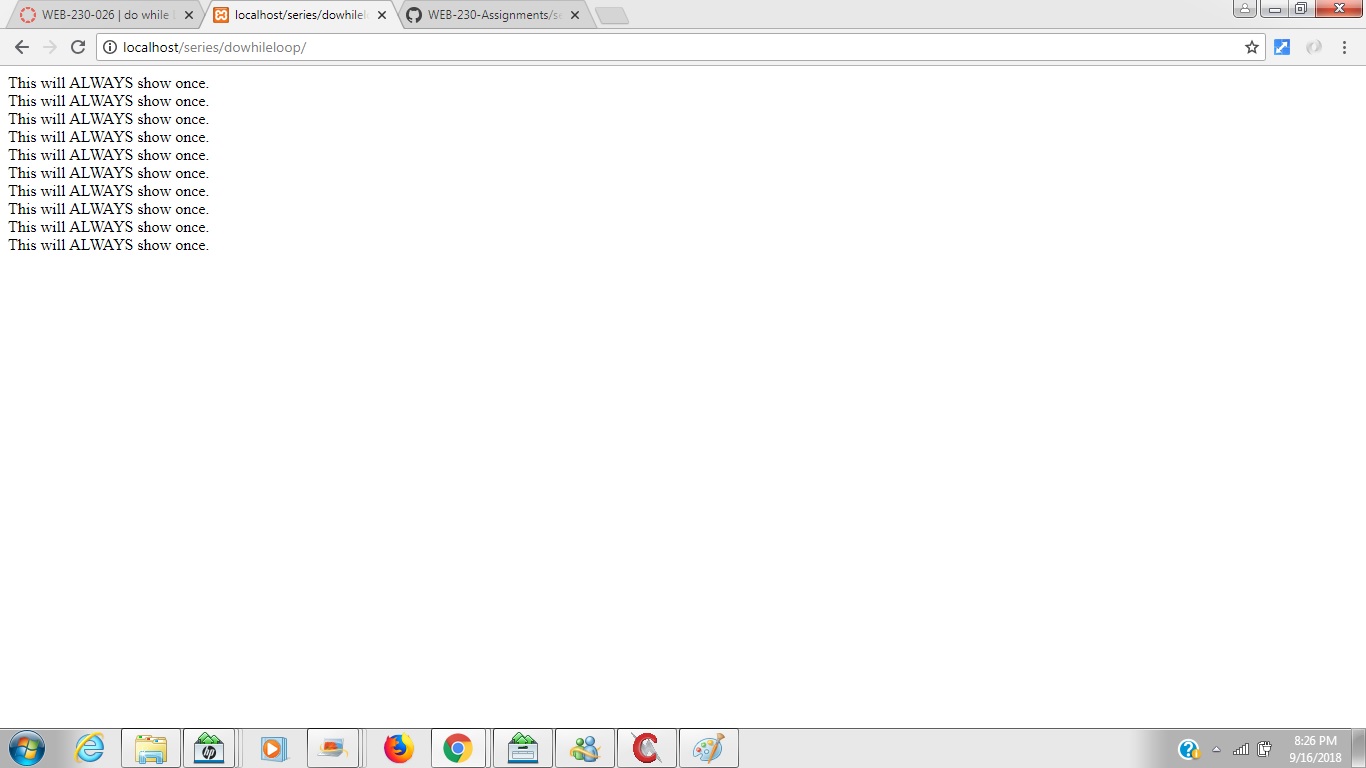 WEB-230-026 | do while
localhost/series/dowhilel
WEB-230-Assignments/se
localhost/series/dowhileloop/
This will ALWAYS show once.
This will ALWAYS show once.
This will ALWAYS show once.
This will ALWAYS show once.
This will ALWAYS show once.
This will ALWAYS show once.
This will ALWAYS show once.
This will ALWAYS show once.
This will ALWAYS show once.
This will ALWAYS show once.
hp
8:26 PM
9/16/2018